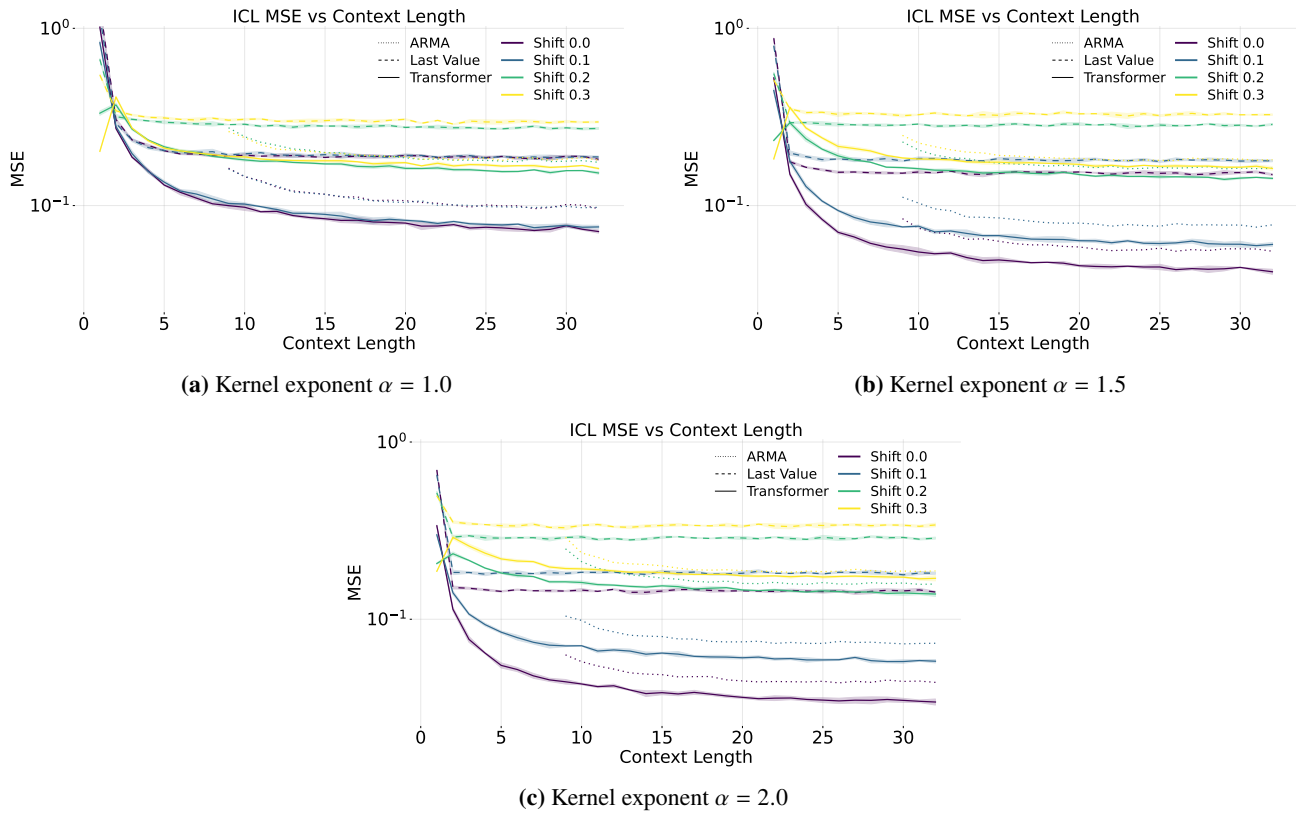 ICL MSE vs Context Length
10^0
10^-1
MSE
ARMA
Last Value
Transformer
Shift 0.0
Shift 0.1
Shift 0.2
Shift 0.3
0 5 10 15 20 25 30
Context Length
(a) Kernel exponent α = 1.0
ICL MSE vs Context Length
10^0
10^-1
MSE
ARMA
Last Value
Transformer
Shift 0.0
Shift 0.1
Shift 0.2
Shift 0.3
0 5 10 15 20 25 30
Context Length
(b) Kernel exponent α = 1.5
ICL MSE vs Context Length
10^0
10^-1
MSE
ARMA
Last Value
Transformer
Shift 0.0
Shift 0.1
Shift 0.2
Shift 0.3
0 5 10 15 20 25 30
Context Length
(c) Kernel exponent α = 2.0